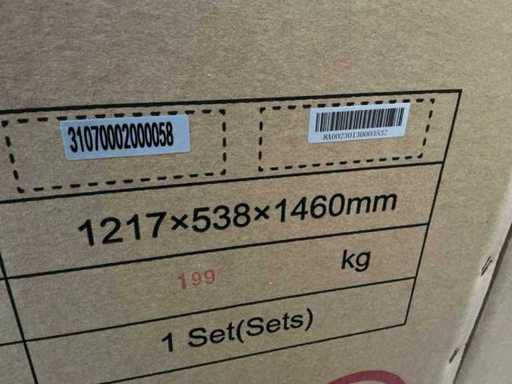 31070002000058
1217×538×1460mm
199 kg
1 Set(Sets)